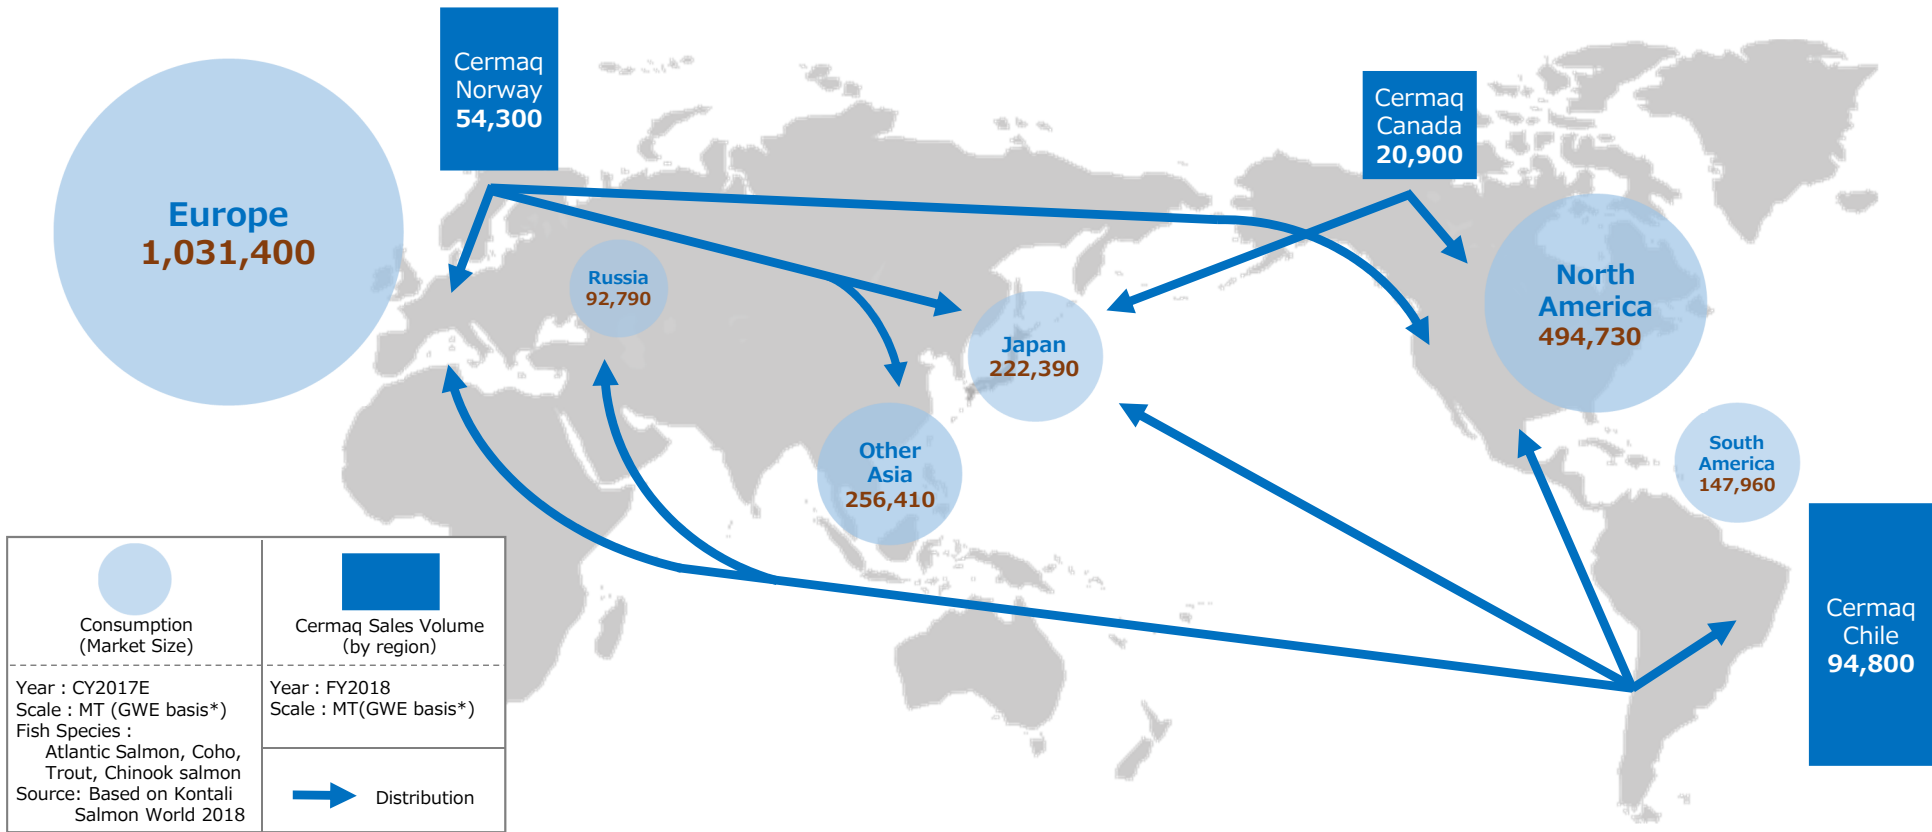 Cermaq
Norway
54,300
Cermaq
Canada
20,900
Europe
1,031,400
Russia
92,790
Japan
222,390
North
America
494,730
Other
Asia
256,410
South
America
147,960
Cermaq
Chile
94,800
Consumption
(Market Size)
Cermaq Sales Volume
(by region)
Year : CY2017E
Scale : MT (GWE basis*)
Fish Species :
Atlantic Salmon, Coho,
Trout, Chinook salmon
Source: Based on Kontali
Salmon World 2018
Year : FY2018
Scale : MT(GWE basis*)
Distribution